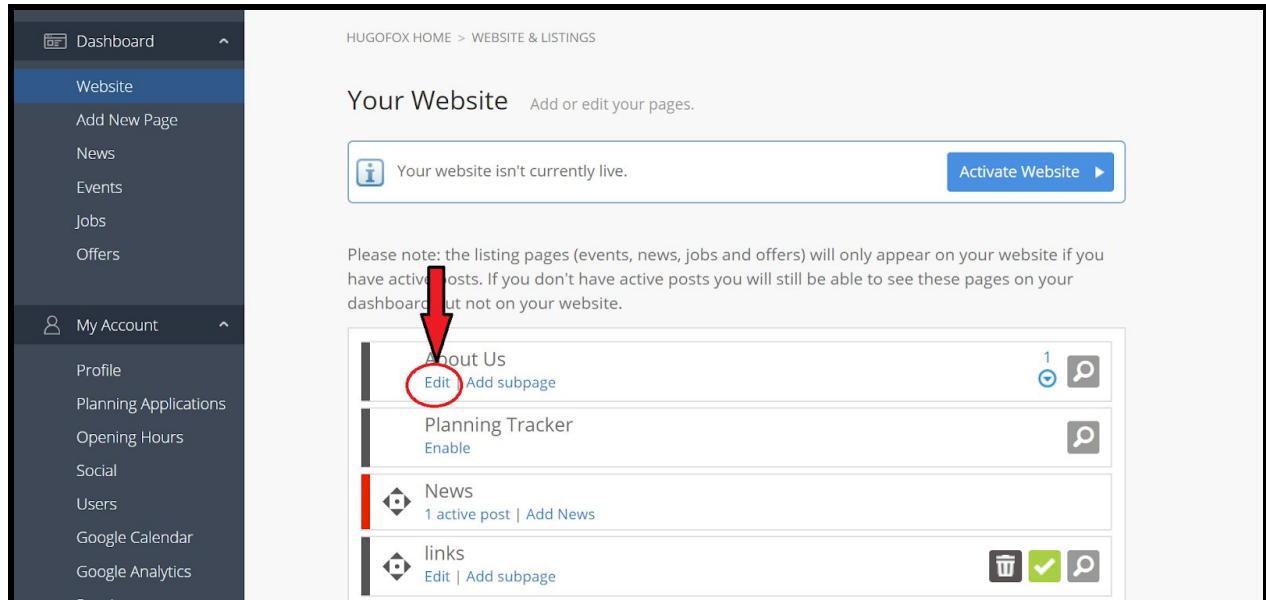 Dashboard
Website
Add New Page
News
Events
Jobs
Offers
My Account
Profile
Planning Applications
Opening Hours
Social
Users
Google Calendar
Google Analytics
HUGOFOX HOME > WEBSITE & LISTINGS
Your Website Add or edit your pages.
Your website isn't currently live.
Activate Website
Please note: the listing pages (events, news, jobs and offers) will only appear on your website if you
have active posts. If you don't have active posts you will still be able to see these pages on your
dashboard but not on your website.
About Us
Edit | Add subpage
1
Planning Tracker
Enable
News
1 active post | Add News
links
Edit | Add subpage